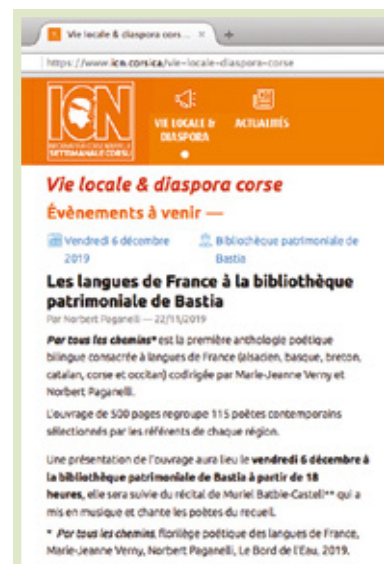 Vie locale & diaspora cors... × +
https://www.icn.corsica/vie-locale-diaspora-corse
ICN
SETTIMANALE CORSU
VIE LOCALE &
DIASPORA
ACTUALITÉS
Vie locale & diaspora corse
Évènements à venir —
Vendredi 6 décembre
2019
Bibliothèque patrimoniale de
Bastia
Les langues de France à la bibliothèque
patrimoniale de Bastia
Par Norbert Paganelli — 22/11/2019
Par tous les chemins* est la première anthologie poétique
bilingue consacrée à langues de France (alsacien, basque, breton,
catalan, corse et occitan) codirigée par Marie-Jeanne Verny et
Norbert Paganelli.
L'ouvrage de 500 pages regroupe 115 poètes contemporains
sélectionnés par les référents de chaque région.
Une présentation de l'ouvrage aura lieu le vendredi 6 décembre à
la bibliothèque patrimoniale de Bastia à partir de 18
heures, elle sera suivie du récital de Muriel Batbie-Castell** qui a
mis en musique et chante les poètes du recueil.
* Par tous les chemins, florilège poétique des langues de France,
Marie-Jeanne Verny, Norbert Paganelli, Le Bord de l'Eau, 2019.